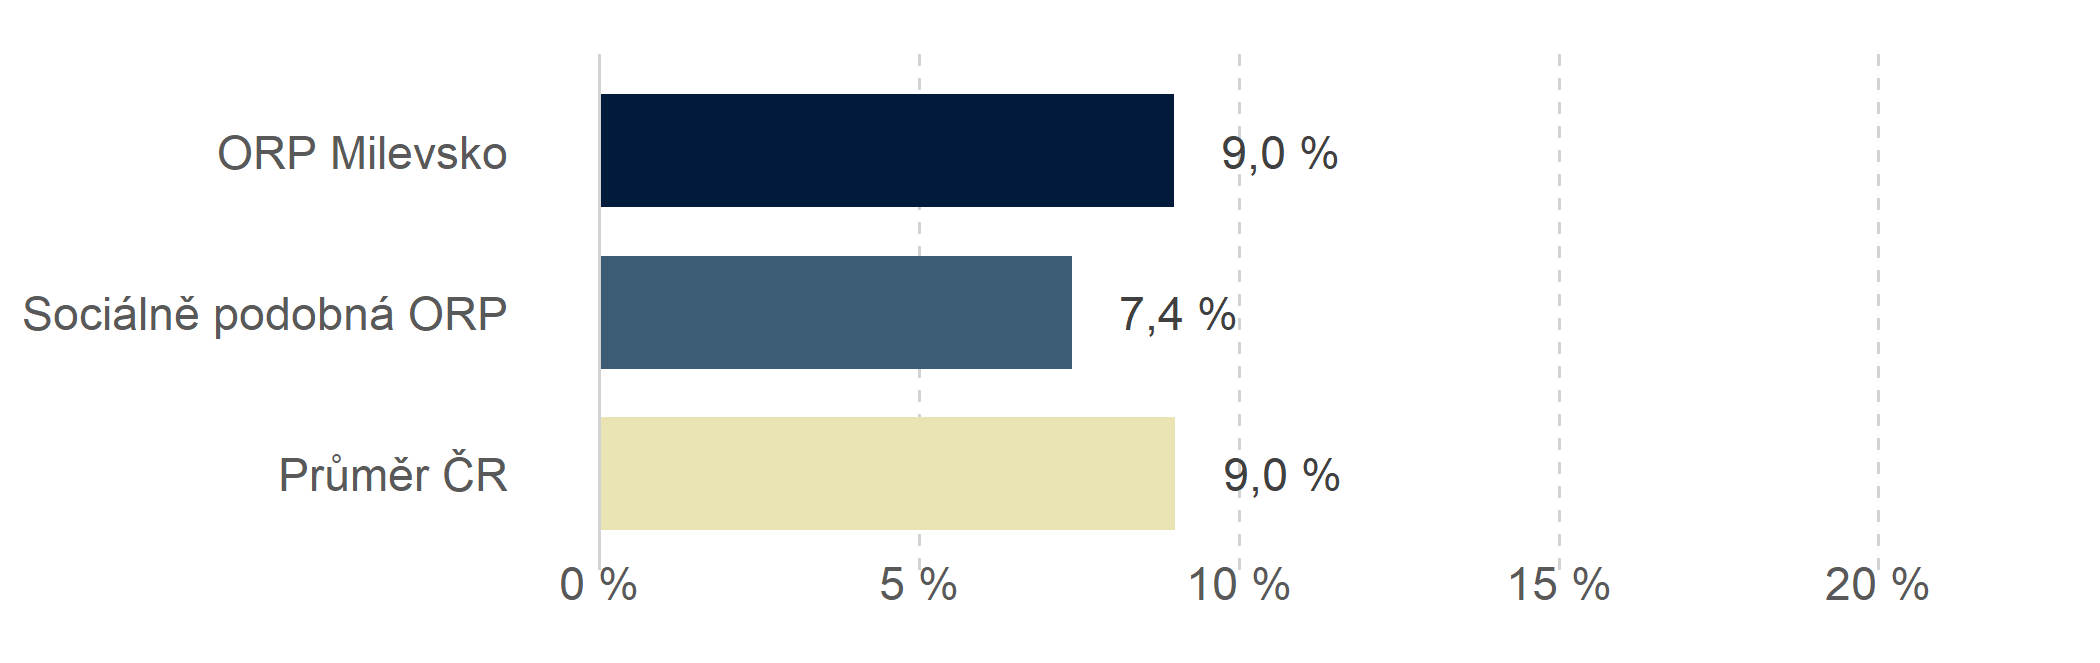 ORP Milevsko 9,0 %
Sociálně podobná ORP 7,4 %
Průměr ČR 9,0 %
0 % 5 % 10 % 15 % 20 %